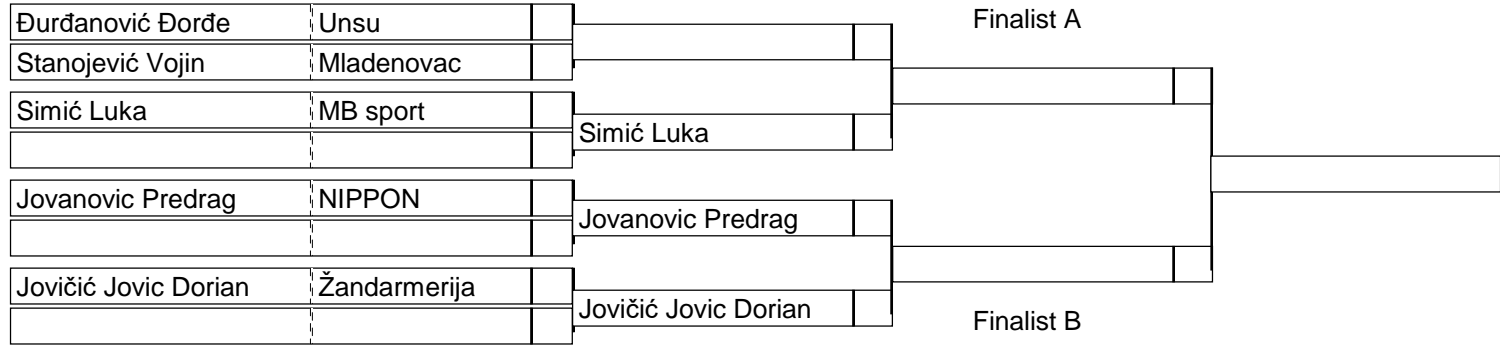 Đurđanović Đorđe Unsu
Finalist A
Stanojević Vojin Mladenovac
Simić Luka MB sport
Simić Luka
Jovanovic Predrag NIPPON
Jovanovic Predrag
Jovičić Jovic Dorian Žandarmerija
Jovičić Jovic Dorian
Finalist B